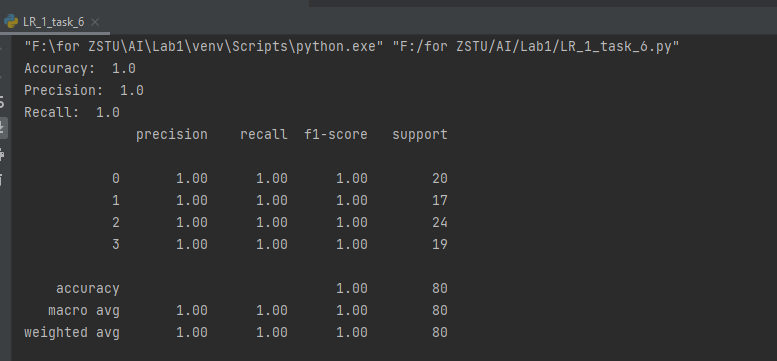 LR_1_task_6
"F:\for ZSTU\AI\Lab1\venv\Scripts\python.exe" "F:/for ZSTU/AI/Lab1/LR_1_task_6.py"
Accuracy:  1.0
Precision:  1.0
Recall:  1.0
              precision    recall  f1-score   support

           0       1.00      1.00      1.00        20
           1       1.00      1.00      1.00        17
           2       1.00      1.00      1.00        24
           3       1.00      1.00      1.00        19

    accuracy                           1.00        80
   macro avg       1.00      1.00      1.00        80
weighted avg       1.00      1.00      1.00        80